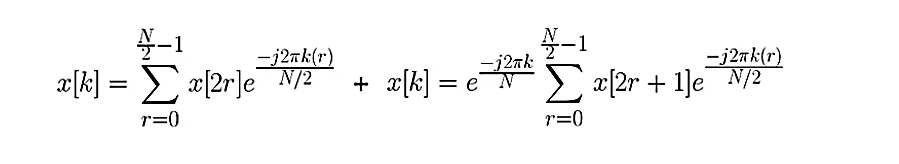 x[k] = \sum_{r=0}^{\frac{N}{2}-1} x[2r]e^{\frac{-j2\pi k(r)}{N/2}} + x[k] = e^{\frac{-j2\pi k}{N}} \sum_{r=0}^{\frac{N}{2}-1} x[2r+1]e^{\frac{-j2\pi k(r)}{N/2}}